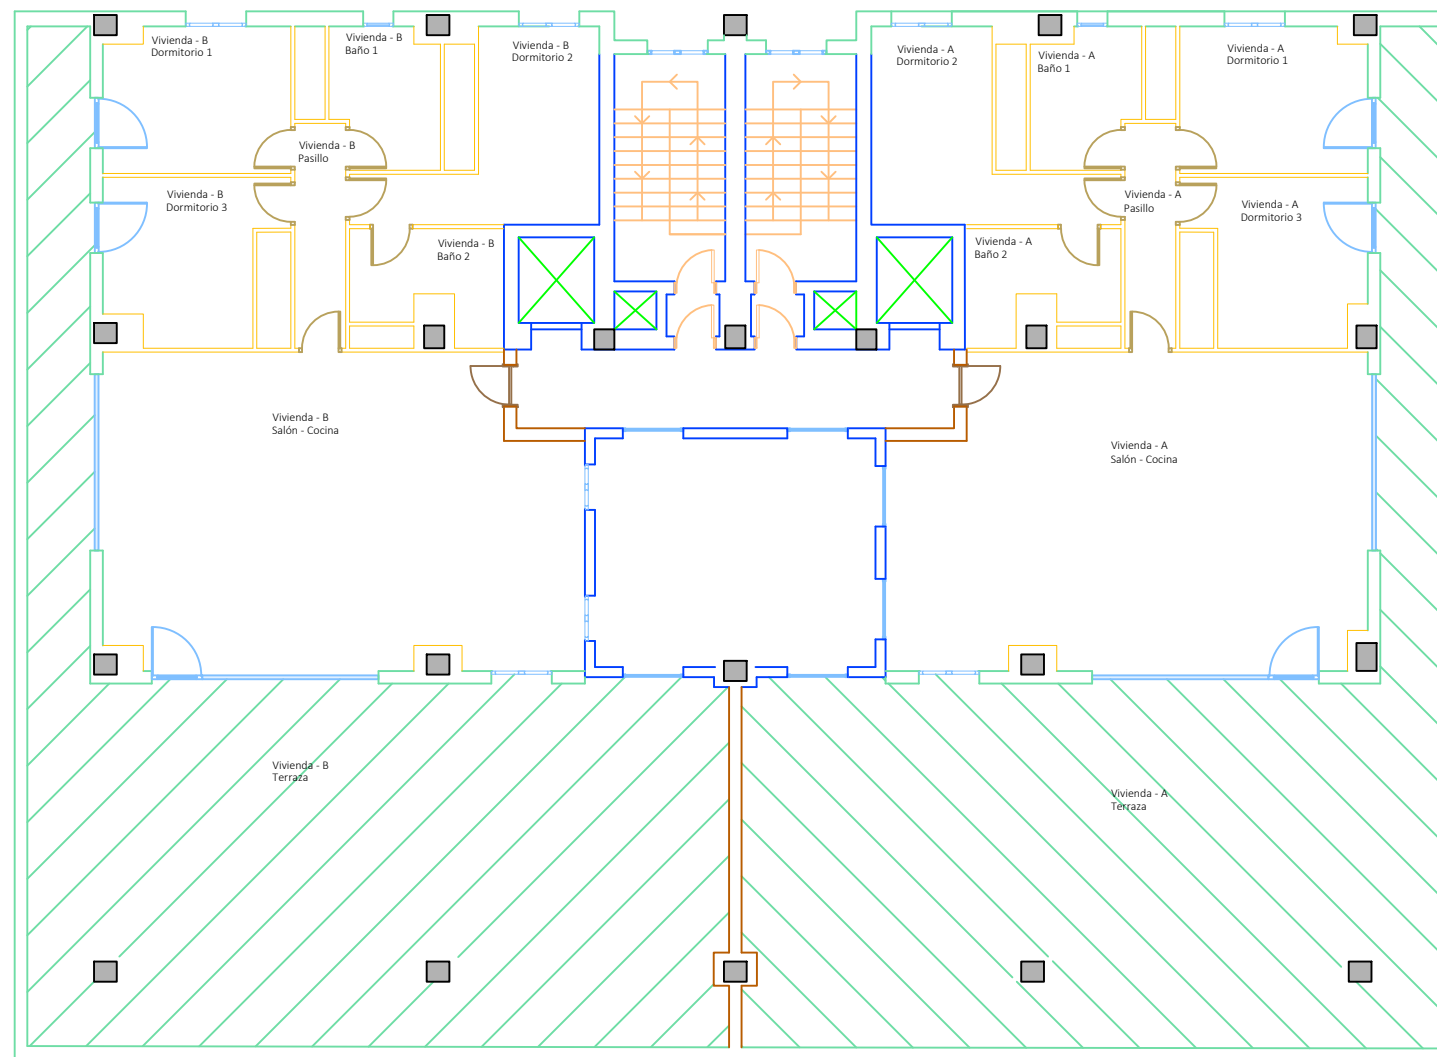 Vivienda - B
Dormitorio 1
Vivienda - B
Baño 1
Vivienda - B
Dormitorio 2
Vivienda - A
Dormitorio 2
Vivienda - A
Baño 1
Vivienda - A
Dormitorio 1
Vivienda - B
Pasillo
Vivienda - B
Dormitorio 3
Vivienda - A
Pasillo
Vivienda - A
Dormitorio 3
Vivienda - B
Baño 2
Vivienda - A
Baño 2
Vivienda - B
Salón - Cocina
Vivienda - A
Salón - Cocina
Vivienda - B
Terraza
Vivienda - A
Terraza